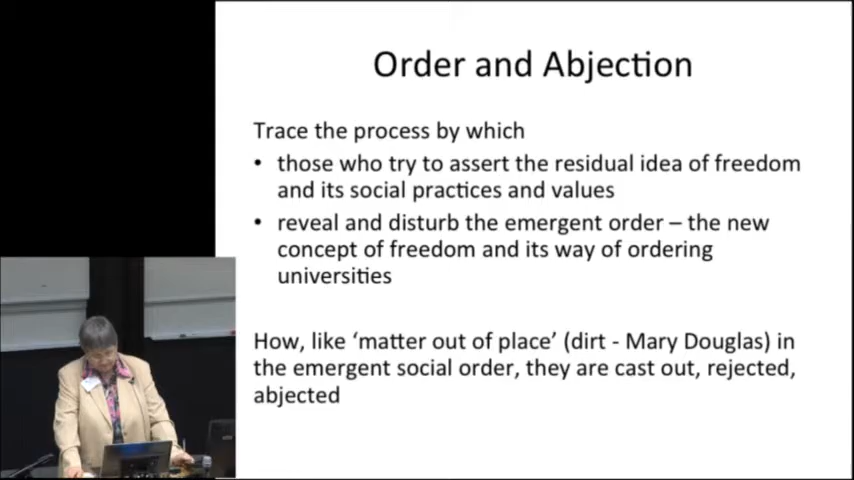 Order and Abjection
Trace the process by which
• those who try to assert the residual idea of freedom
and its social practices and values
• reveal and disturb the emergent order – the new
concept of freedom and its way of ordering
universities
How, like ‘matter out of place’ (dirt - Mary Douglas) in
the emergent social order, they are cast out, rejected,
abjected